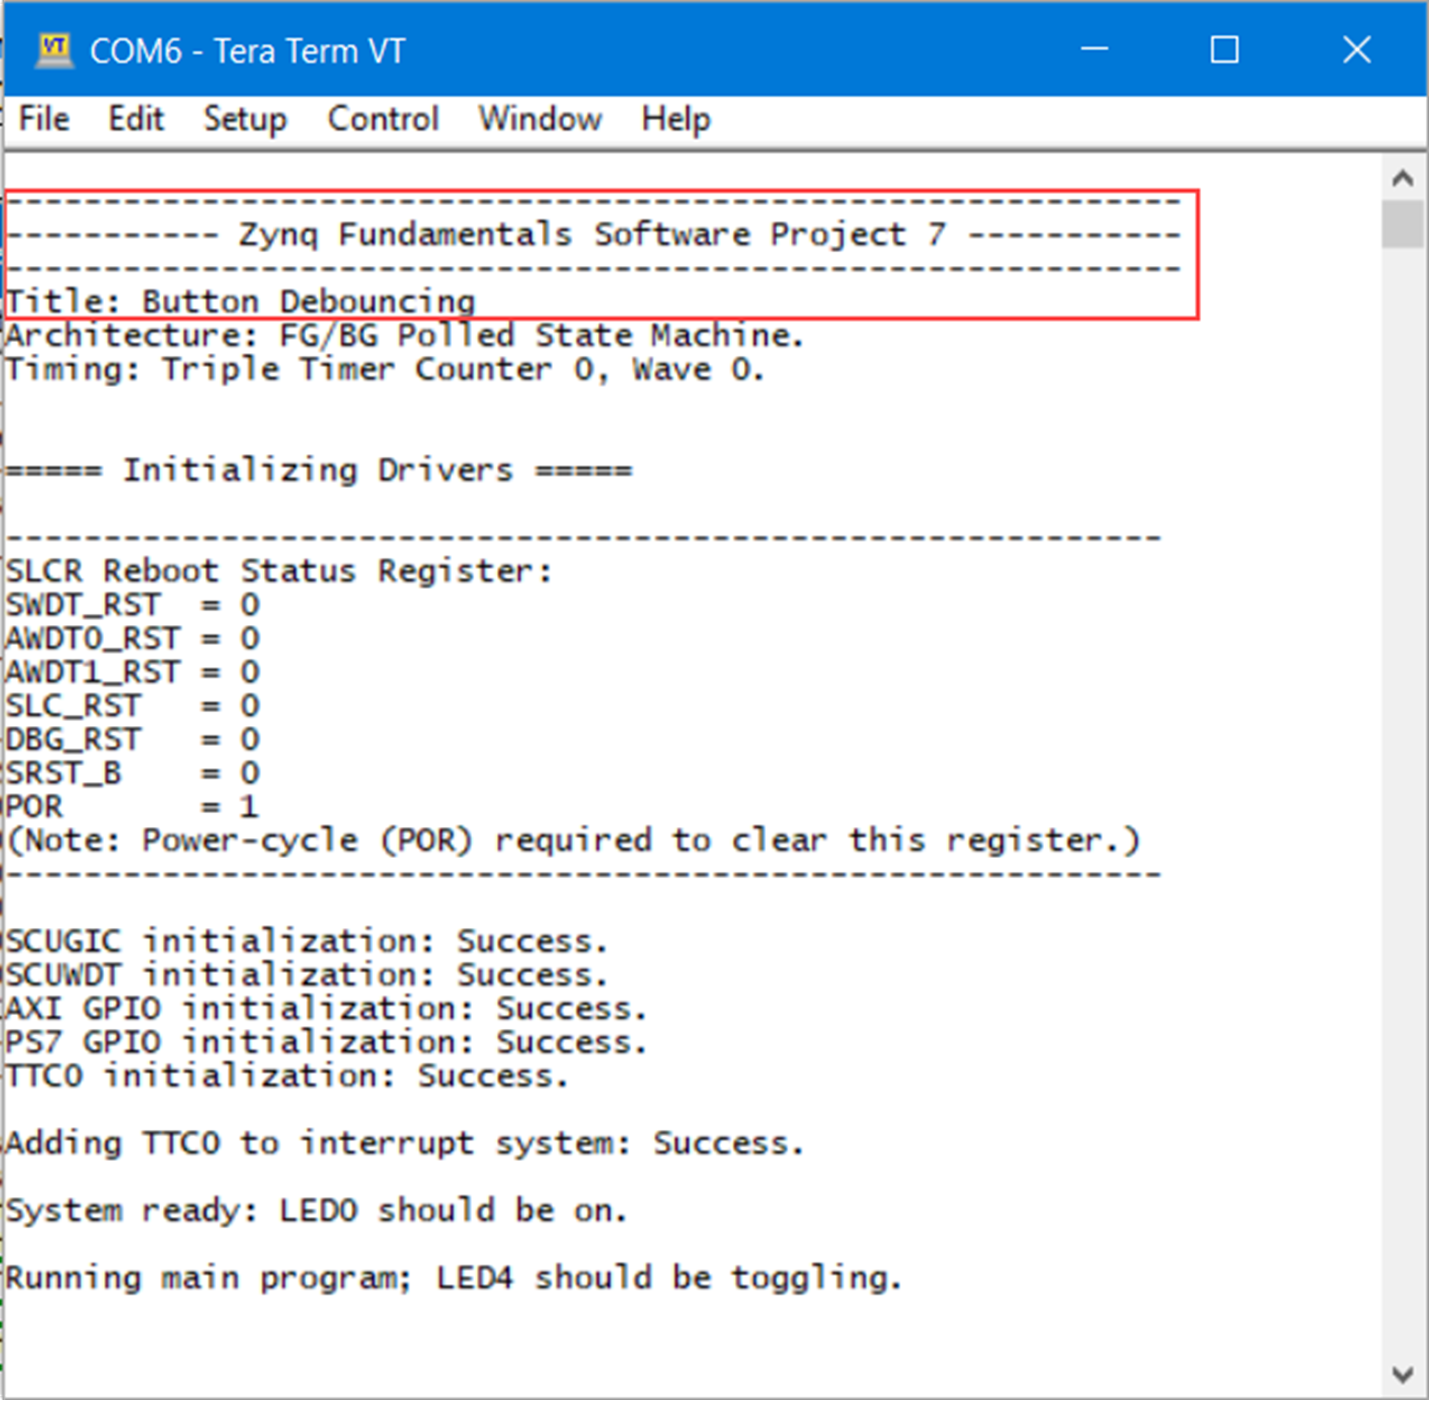 COM6 - Tera Term VT
File Edit Setup Control Window Help
------------------------------------------------------------
----------- Zynq Fundamentals Software Project 7 -----------
------------------------------------------------------------
Title: Button Debouncing
Architecture: FG/BG Polled State Machine.
Timing: Triple Timer Counter 0, Wave 0.
===== Initializing Drivers =====
-----------------------------------------------------------
SLCR Reboot Status Register:
SWDT_RST  = 0
AWDT0_RST = 0
AWDT1_RST = 0
SLC_RST   = 0
DBG_RST   = 0
SRST_B    = 0
POR       = 1
(Note: Power-cycle (POR) required to clear this register.)
-----------------------------------------------------------
SCUGIC initialization: Success.
SCUWDT initialization: Success.
AXI GPIO initialization: Success.
PS7 GPIO initialization: Success.
TTC0 initialization: Success.
Adding TTC0 to interrupt system: Success.
System ready: LED0 should be on.
Running main program; LED4 should be toggling.